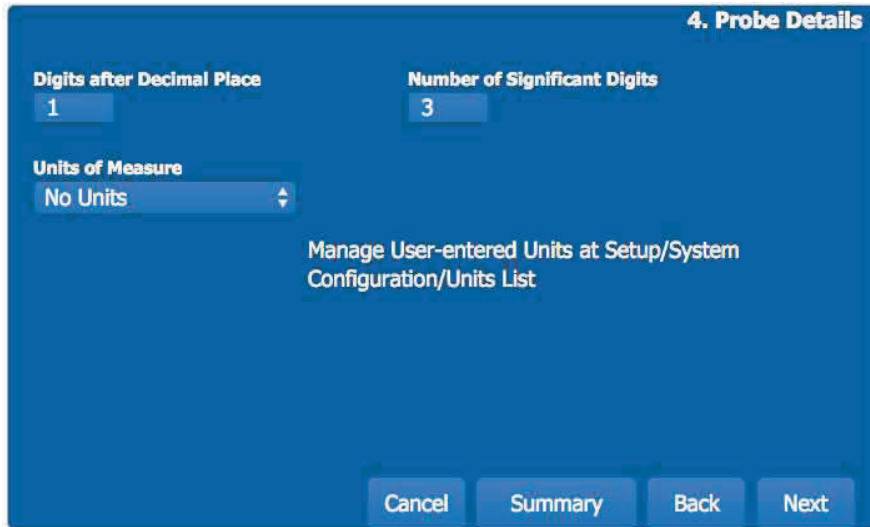 4. Probe Details
Digits after Decimal Place
Number of Significant Digits
1
3
Units of Measure
No Units
Manage User-entered Units at Setup/System
Configuration/Units List
Cancel
Summary
Back
Next